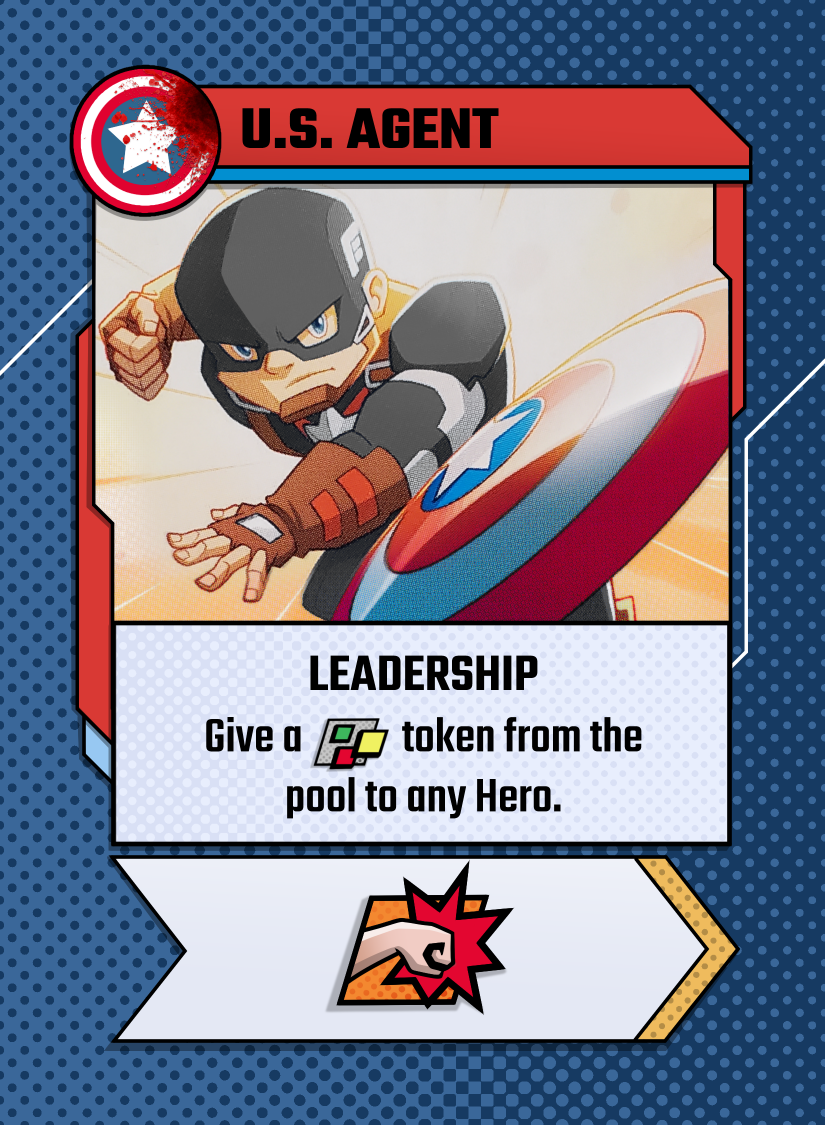 U.S. AGENT
LEADERSHIP
Give a token from the
pool to any Hero.